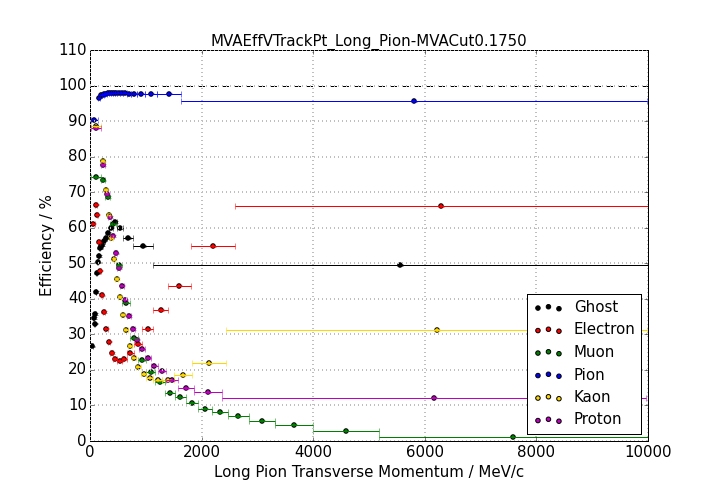 MVAEffVTrackPt_Long_Pion-MVACut0.1750
110
100
90
80
70
60
50
40
30
20
10
0
Efficiency / %
Ghost
Electron
Muon
Pion
Kaon
Proton
0 2000 4000 6000 8000 10000
Long Pion Transverse Momentum / MeV/c